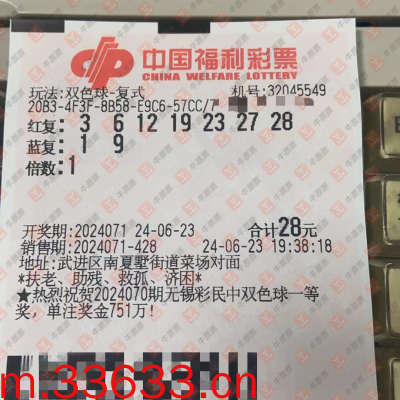 中国福利彩票
CHINA WELFARE LOTTERY
玩法:双色球-复式 机号:32045549
20B3-4F3F-8B58-E9C6-57CC/7
红复: 3 6 12 19 23 27 28
蓝复: 1 9
倍数:1
开奖期:2024071 24-06-23 合计28元
销售期:2024071-428 24-06-23 19:38:18
地址:武进区南夏墅街道菜场对面
*扶老、助残、救孤、济困*
★热烈祝贺2024070期无锡彩民中双色球一等
奖，单注奖金751万！
m.33633.cn